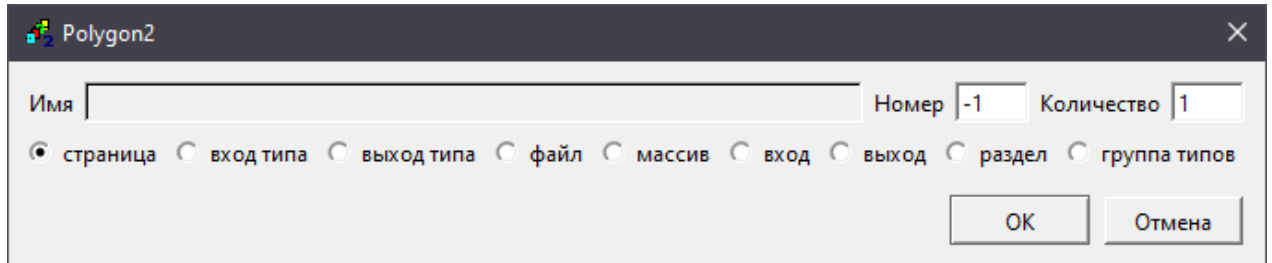 Polygon2
Имя Номер -1 Количество 1
страница вход типа выход типа файл массив вход выход раздел группа типов
OK Отмена